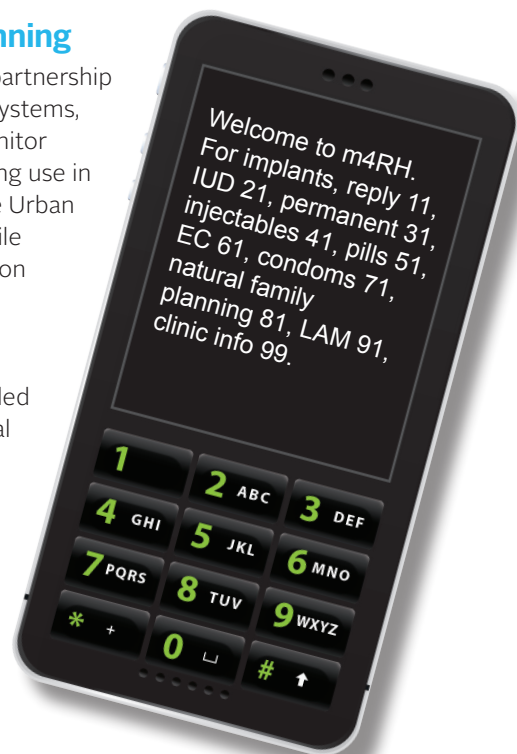 nning
partnership
ystems,
nitor
ng use in
e Urban
ile
on
led
al
Welcome to m4RH.
For implants, reply 11,
IUD 21, permanent 31,
injectables 41, pills 51,
EC 61, condoms 71,
natural family
planning 81, LAM 91,
clinic info 99.
1
2 ABC
3 DEF
4 GHI
5 JKL
6 MNO
7 PQRS
8 TUV
9 WXYZ
* +
0 ⌴
# ⬆